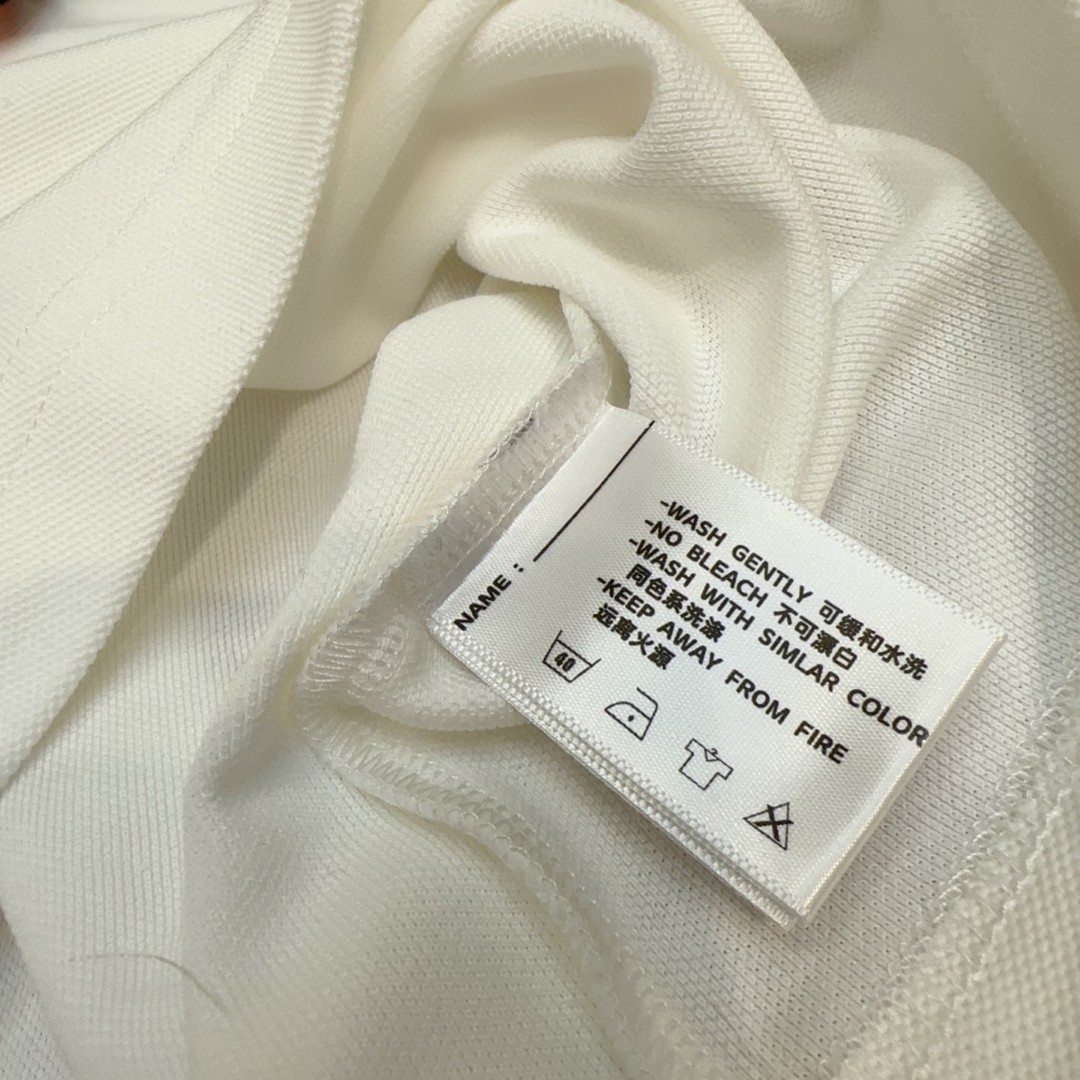 NAME :
-WASH GENTLY 可缓和水洗
-NO BLEACH 不可漂白
-WASH WITH SIMLAR COLOR
同色系洗涤
-KEEP AWAY FROM FIRE
远离火源
40